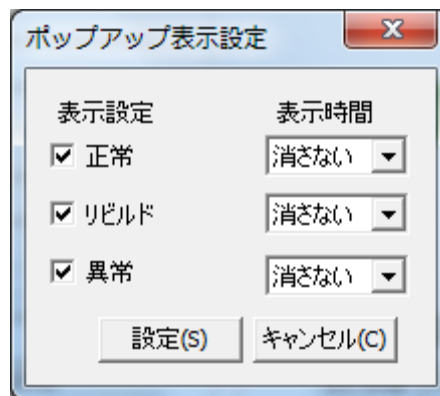 ポップアップ表示設定
表示設定 表示時間
正常 消さない
リビルド 消さない
異常 消さない
設定(S) キャンセル(C)